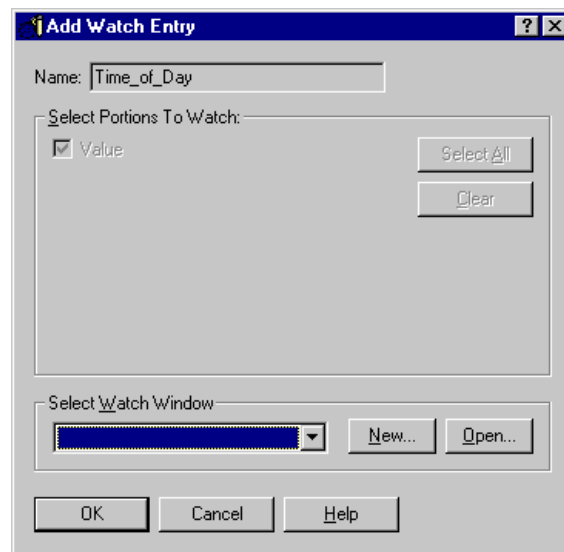 Add Watch Entry
Name: Time_of_Day
Select Portions To Watch:
Value
Select All
Clear
Select Watch Window
New... Open...
OK Cancel Help